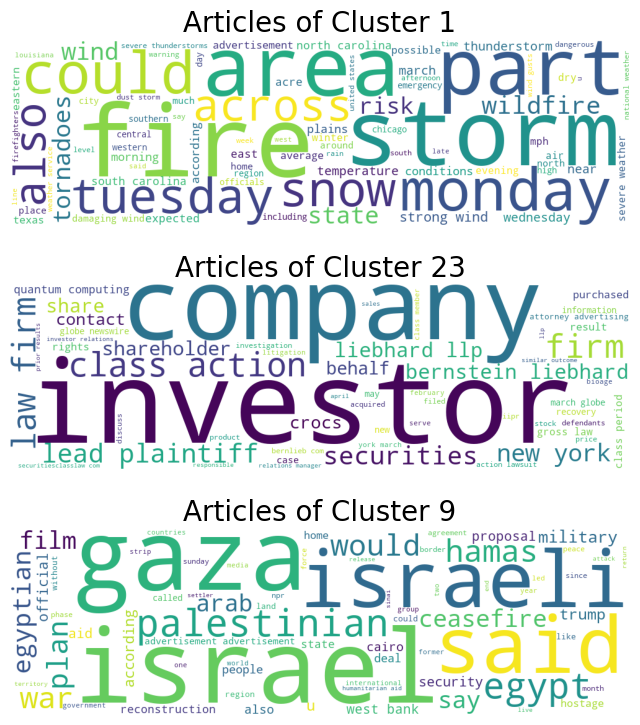 Articles of Cluster 1
louisiana severe thunderstorms advertisement north carolina possible time dangerous
wind warning day march thunderstorm
could area part
eastern acre united states afternoon emergency wind gusts dry national weather
city dust storm much across risk wildfire
firefighters southern say plains chicago
also tornadoes central according winter around mph
level western fire east average rain south late storm air severe weather
morning said home west temperature conditions north near
weather service region week evening high
south carolina officials snow monday
line tuesday
place damaging wind expected including state strong wind wednesday
texas
Articles of Cluster 23
quantum computing company sales class member purchased
share information
law firm contact attorney advertising
globe newswire result
investor relations firm
prior results rights shareholder investigation liebhard llp llp similar outcome
class action litigation behalf bernstein liebhard bioage
investor
may february march globe
april acquired filed recovery
discuss crocs serve stock defendants
product new gross law price class period
lead plaintiff case york march
bernlieb com securities new york
securitiesclasslaw com responsible relations manager action lawsuit
Articles of Cluster 9
countries home agreement proposal military
film strip gaza would hamas peace
without sunday media force border attack return
egyptian official israeli
called release since
settler arab npr two led
plan land sinai group ceasefire year trump
phase palestinian could end
aid according advertisement advertisement state cairo former like
one world people deal said
israel security egypt
territory region international month
war humanitarian aid say hostage
government reconstruction also u west bank live